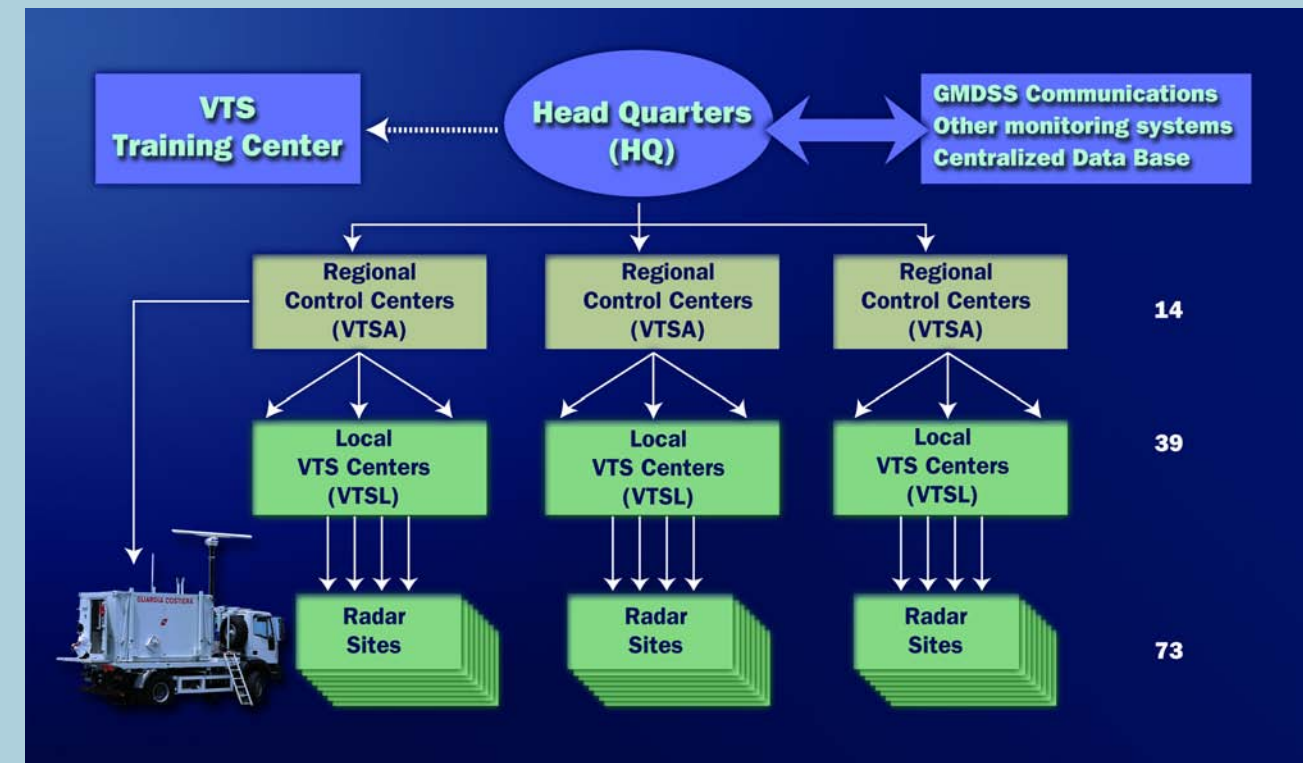 VTS
Training Center
Head Quarters
(HQ)
GMDSS Communications
Other monitoring systems
Centralized Data Base
Regional
Control Centers
(VTSA)
Regional
Control Centers
(VTSA)
Regional
Control Centers
(VTSA)
14
Local
VTS Centers
(VTSL)
Local
VTS Centers
(VTSL)
Local
VTS Centers
(VTSL)
39
GUARDIA COSTIERA
Radar
Sites
Radar
Sites
Radar
Sites
73